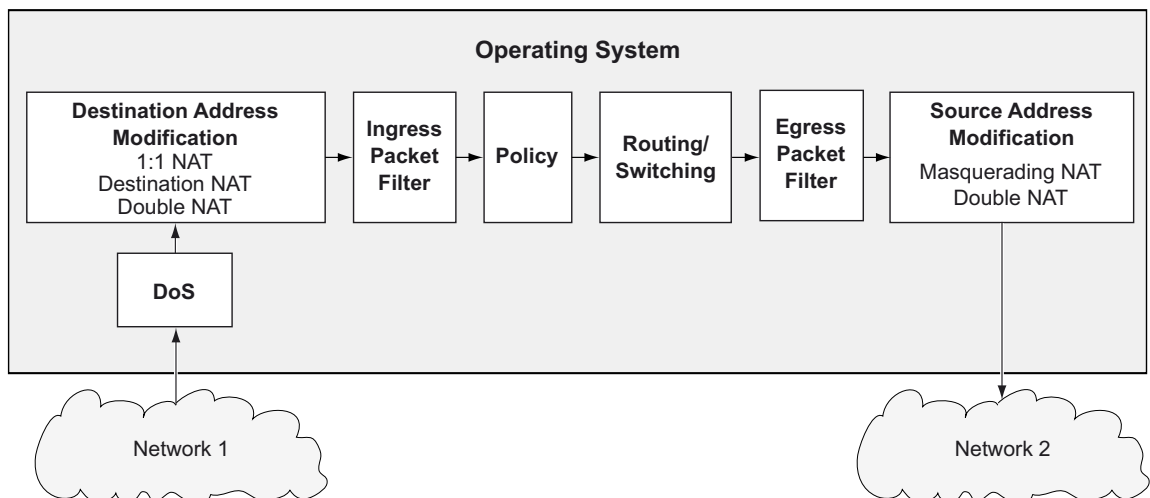 Operating System
Destination Address
Modification
1:1 NAT
Destination NAT
Double NAT
Ingress
Packet
Filter
Policy
Routing/
Switching
Egress
Packet
Filter
Source Address
Modification
Masquerading NAT
Double NAT
DoS
Network 1
Network 2